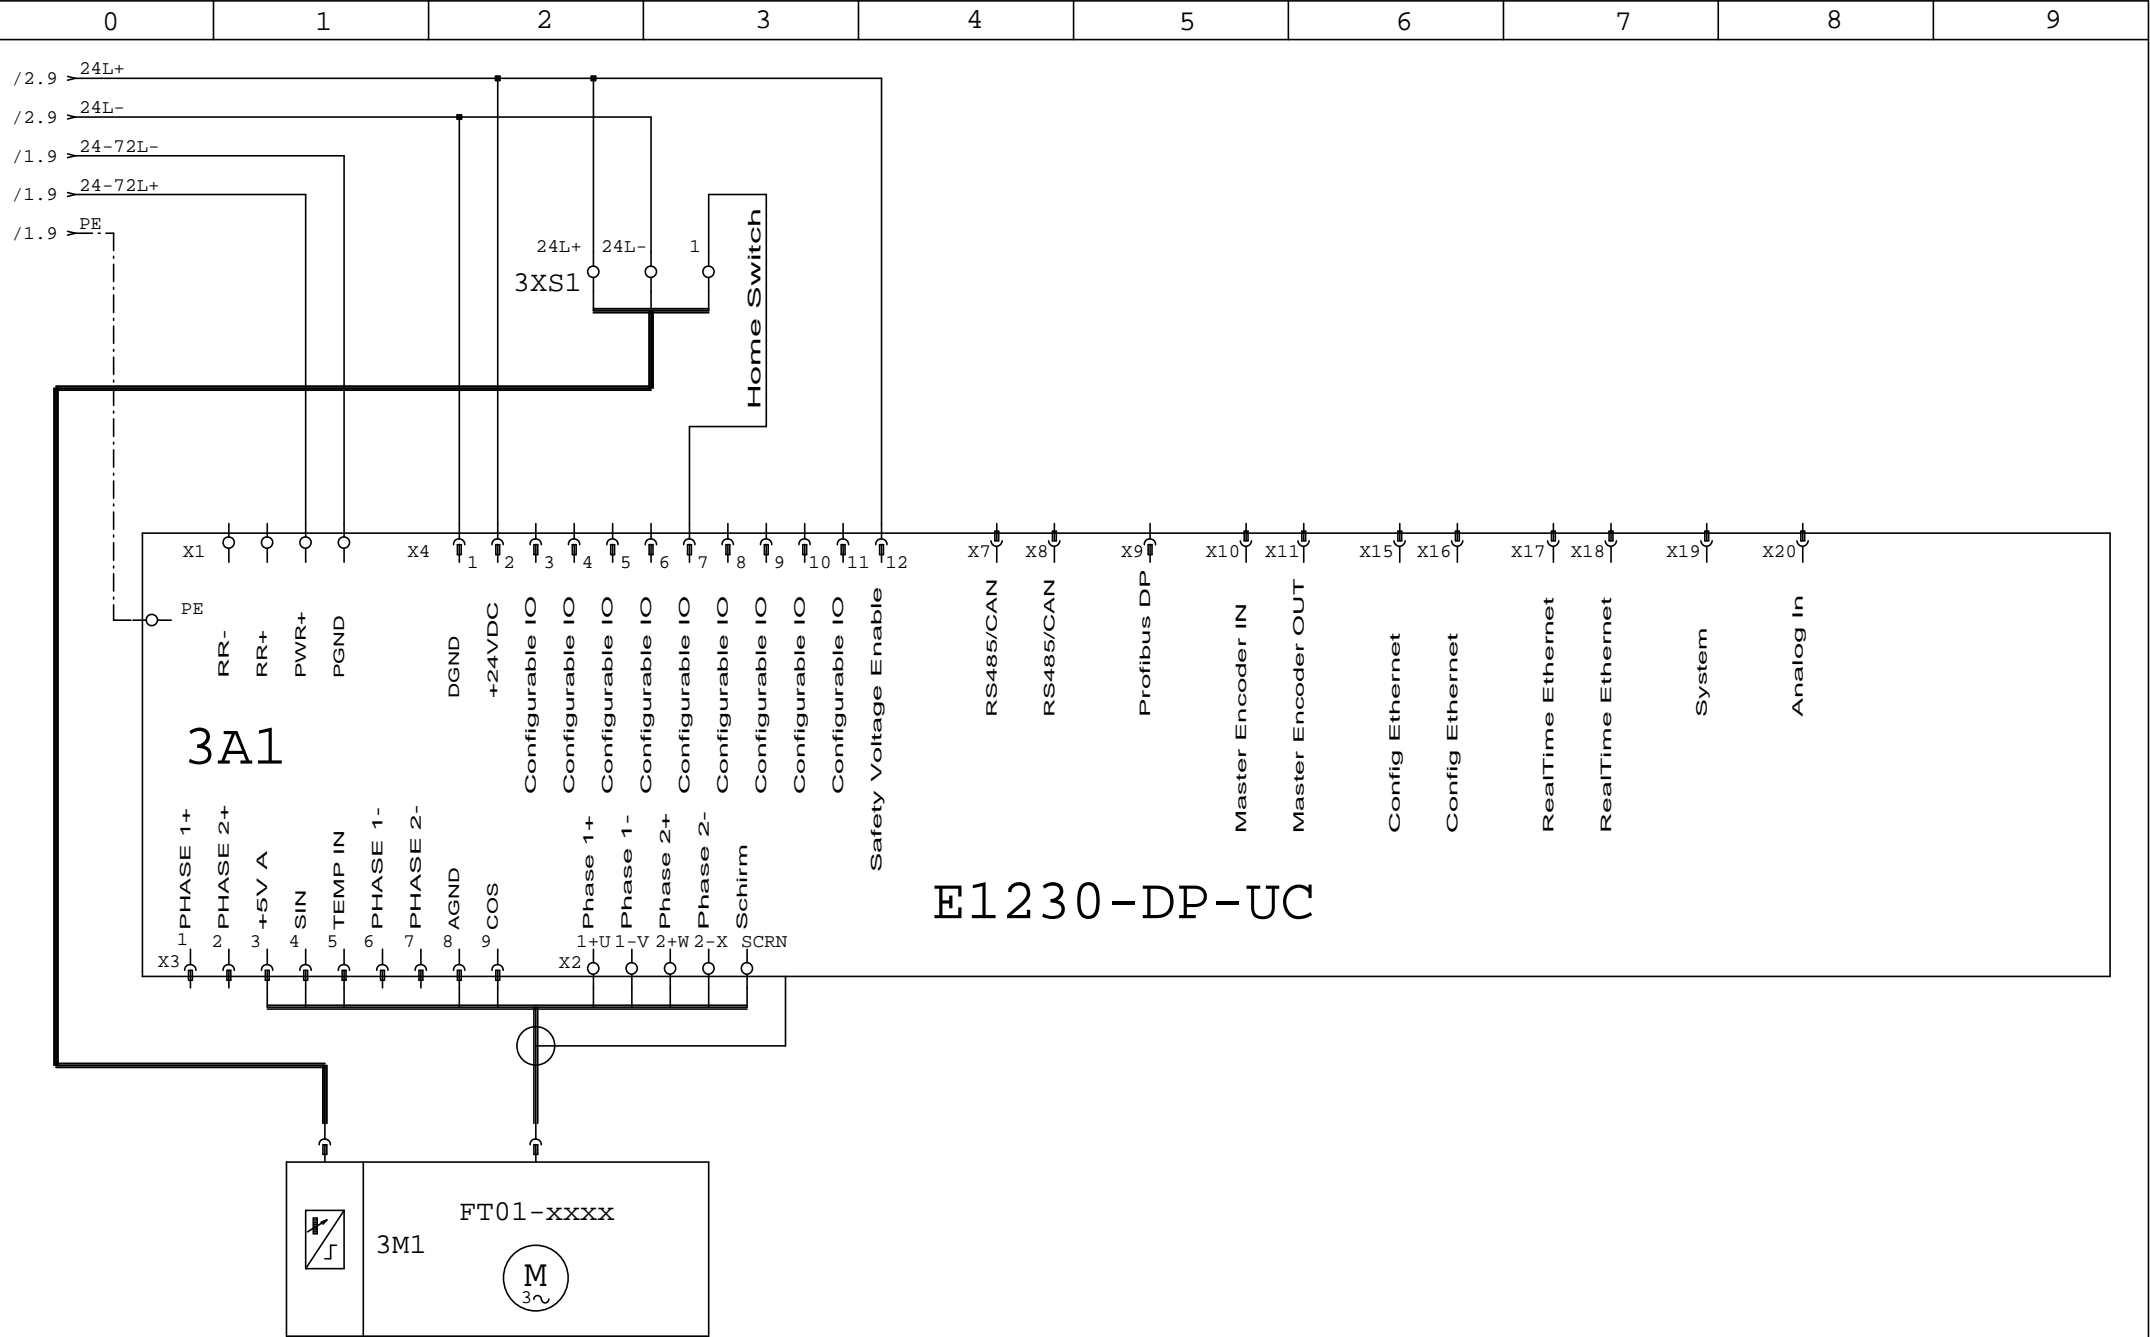 0 1 2 3 4 5 6 7 8 9
/2.9 24L+
/2.9 24L-
/1.9 24-72L-
/1.9 24-72L+
/1.9 PE
24L+ 24L- 1
3XS1
Home Switch
X1 X4 1 2 3 4 5 6 7 8 9 10 11 12 X7 X8 X9 X10 X11 X15 X16 X17 X18 X19 X20
PE
RR-
RR+
PWR+
PGND
DGND
+24VDC
Configurable IO
Configurable IO
Configurable IO
Configurable IO
Configurable IO
Configurable IO
Configurable IO
Configurable IO
Configurable IO
Safety Voltage Enable
RS485/CAN
RS485/CAN
Profibus DP
Master Encoder IN
Master Encoder OUT
Config Ethernet
Config Ethernet
RealTime Ethernet
RealTime Ethernet
System
Analog In
3A1
E1230-DP-UC
PHASE 1+
PHASE 2+
+5V A
SIN
TEMP IN
PHASE 1-
PHASE 2-
AGND
COS
Phase 1+
Phase 1-
Phase 2+
Phase 2-
Schirm
1 2 3 4 5 6 7 8 9 1+U 1-V 2+W 2-X SCRN
X3 X2
FT01-xxxx
3M1
M
3~